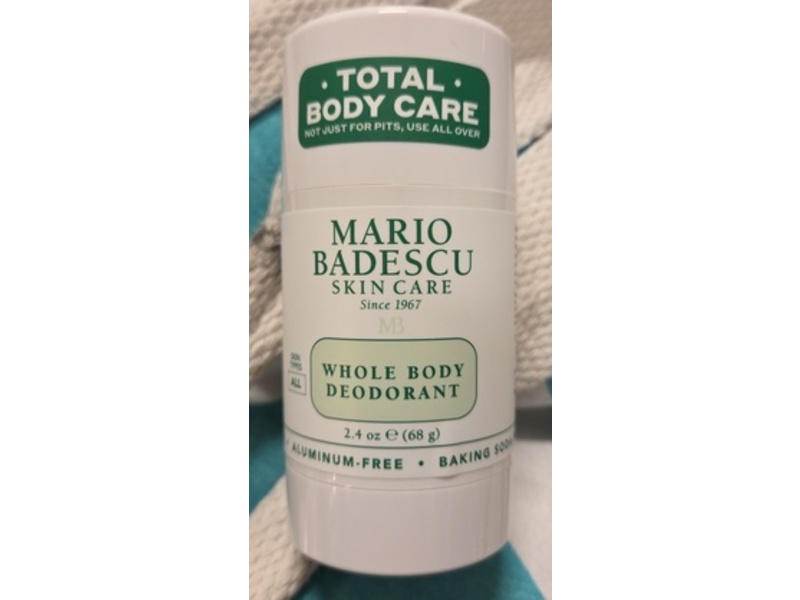 • TOTAL •
BODY CARE
NOT JUST FOR PITS, USE ALL OVER
MARIO
BADESCU
SKIN CARE
Since 1967
MB
SKIN
TYPES
ALL
WHOLE BODY
DEODORANT
2.4 oz ℮ (68 g)
ALUMINUM-FREE • BAKING